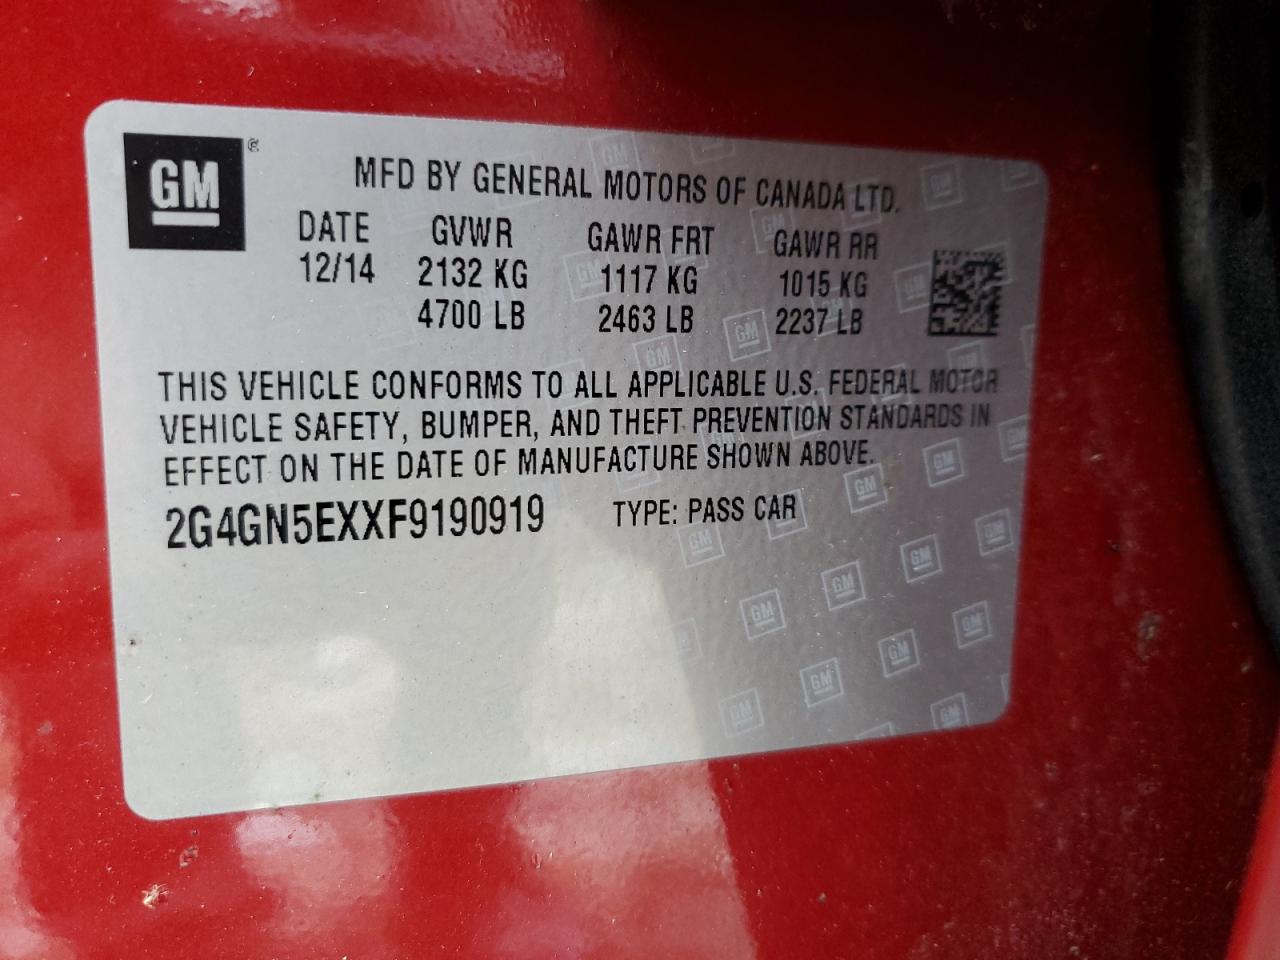 GM ®
MFD BY GENERAL MOTORS OF CANADA LTD.
DATE GVWR GAWR FRT GAWR RR
12/14 2132 KG 1117 KG 1015 KG
4700 LB 2463 LB 2237 LB
THIS VEHICLE CONFORMS TO ALL APPLICABLE U.S. FEDERAL MOTOR
VEHICLE SAFETY, BUMPER, AND THEFT PREVENTION STANDARDS IN
EFFECT ON THE DATE OF MANUFACTURE SHOWN ABOVE.
2G4GN5EXXF9190919 TYPE: PASS CAR